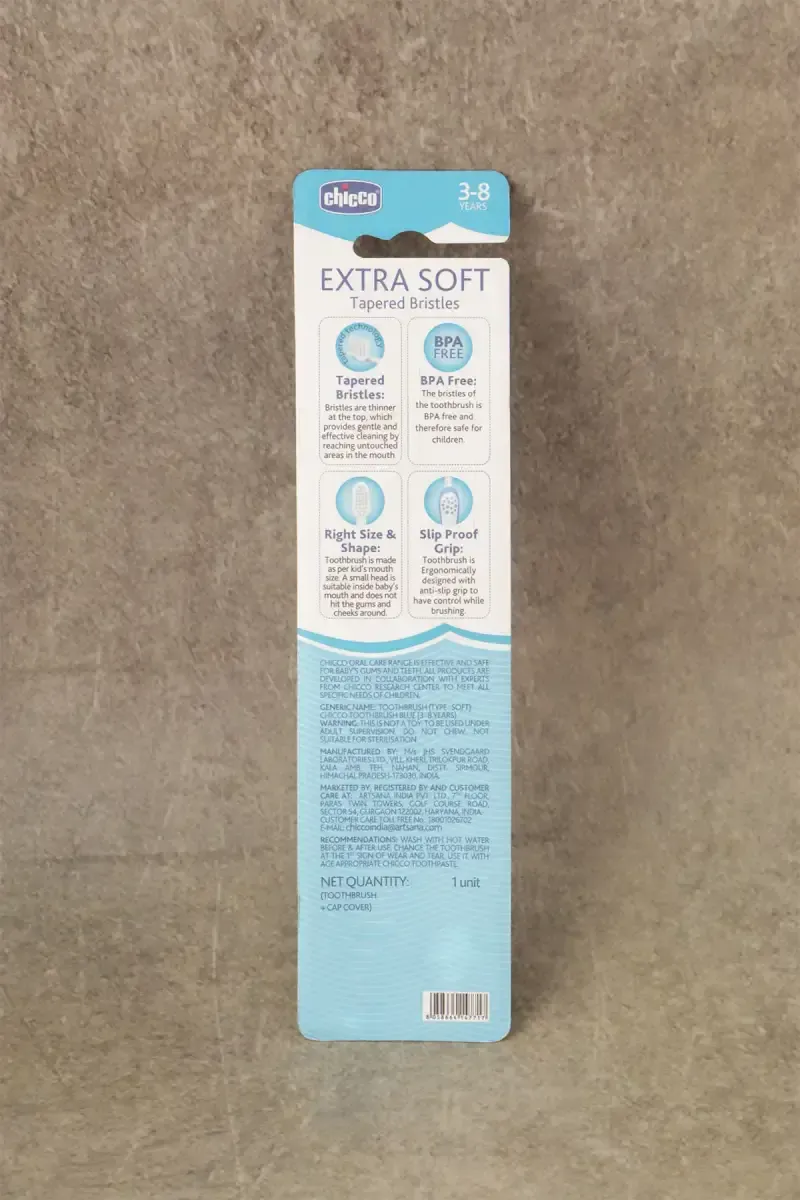 chicco
3-8
YEARS
EXTRA SOFT
Tapered Bristles
tapered technology
BPA
FREE
Tapered
Bristles:
Bristles are thinner
at the top, which
provides gentle and
effective cleaning by
reaching untouched
areas in the mouth
BPA Free:
The bristles of
the toothbrush is
BPA free and
therefore safe for
children.
Right Size &
Shape:
Toothbrush is made
as per kid's mouth
size. A small head is
suitable inside baby's
mouth and does not
hit the gums and
cheeks around.
Slip Proof
Grip:
Toothbrush is
Ergonomically
designed with
anti-slip grip to
have control while
brushing.
CHICCO ORAL CARE RANGE IS EFFECTIVE AND SAFE
FOR BABY'S GUMS AND TEETH. ALL PRODUCTS ARE
DEVELOPED IN COLLABORATION WITH EXPERTS
FROM CHICCO RESEARCH CENTER TO MEET ALL
SPECIFIC NEEDS OF CHILDREN.
GENERIC NAME: TOOTHBRUSH (TYPE :SOFT)
CHICCO TOOTHBRUSH BLUE (3-8 YEARS)
WARNING: THIS IS NOT A TOY. TO BE USED UNDER
ADULT SUPERVISION. DO NOT CHEW. NOT
SUITABLE FOR STERILISATION
MANUFACTURED BY: M/s JHS SVENDGAARD
LABORATORIES LTD., VILL. KHERI, TRILOKPUR ROAD,
KALA AMB, TEH. NAHAN, DISTT. SIRMOUR,
HIMACHAL PRADESH-173030, INDIA.
MARKETED BY, REGISTERED BY AND CUSTOMER
CARE AT: ARTSANA INDIA PVT. LTD., 7TH FLOOR,
PARAS TWIN TOWERS, GOLF COURSE ROAD,
SECTOR 54, GURGAON 122002, HARYANA, INDIA.
CUSTOMER CARE TOLL FREE No. 18001026702
E-MAIL: chiccoindia@artsana.com
RECOMMENDATIONS: WASH WITH HOT WATER
BEFORE & AFTER USE. CHANGE THE TOOTHBRUSH
AT THE 1ST SIGN OF WEAR AND TEAR. USE IT WITH
AGE APPROPRIATE CHICCO TOOTHPASTE.
NET QUANTITY: 1 unit
(TOOTHBRUSH
+ CAP COVER)